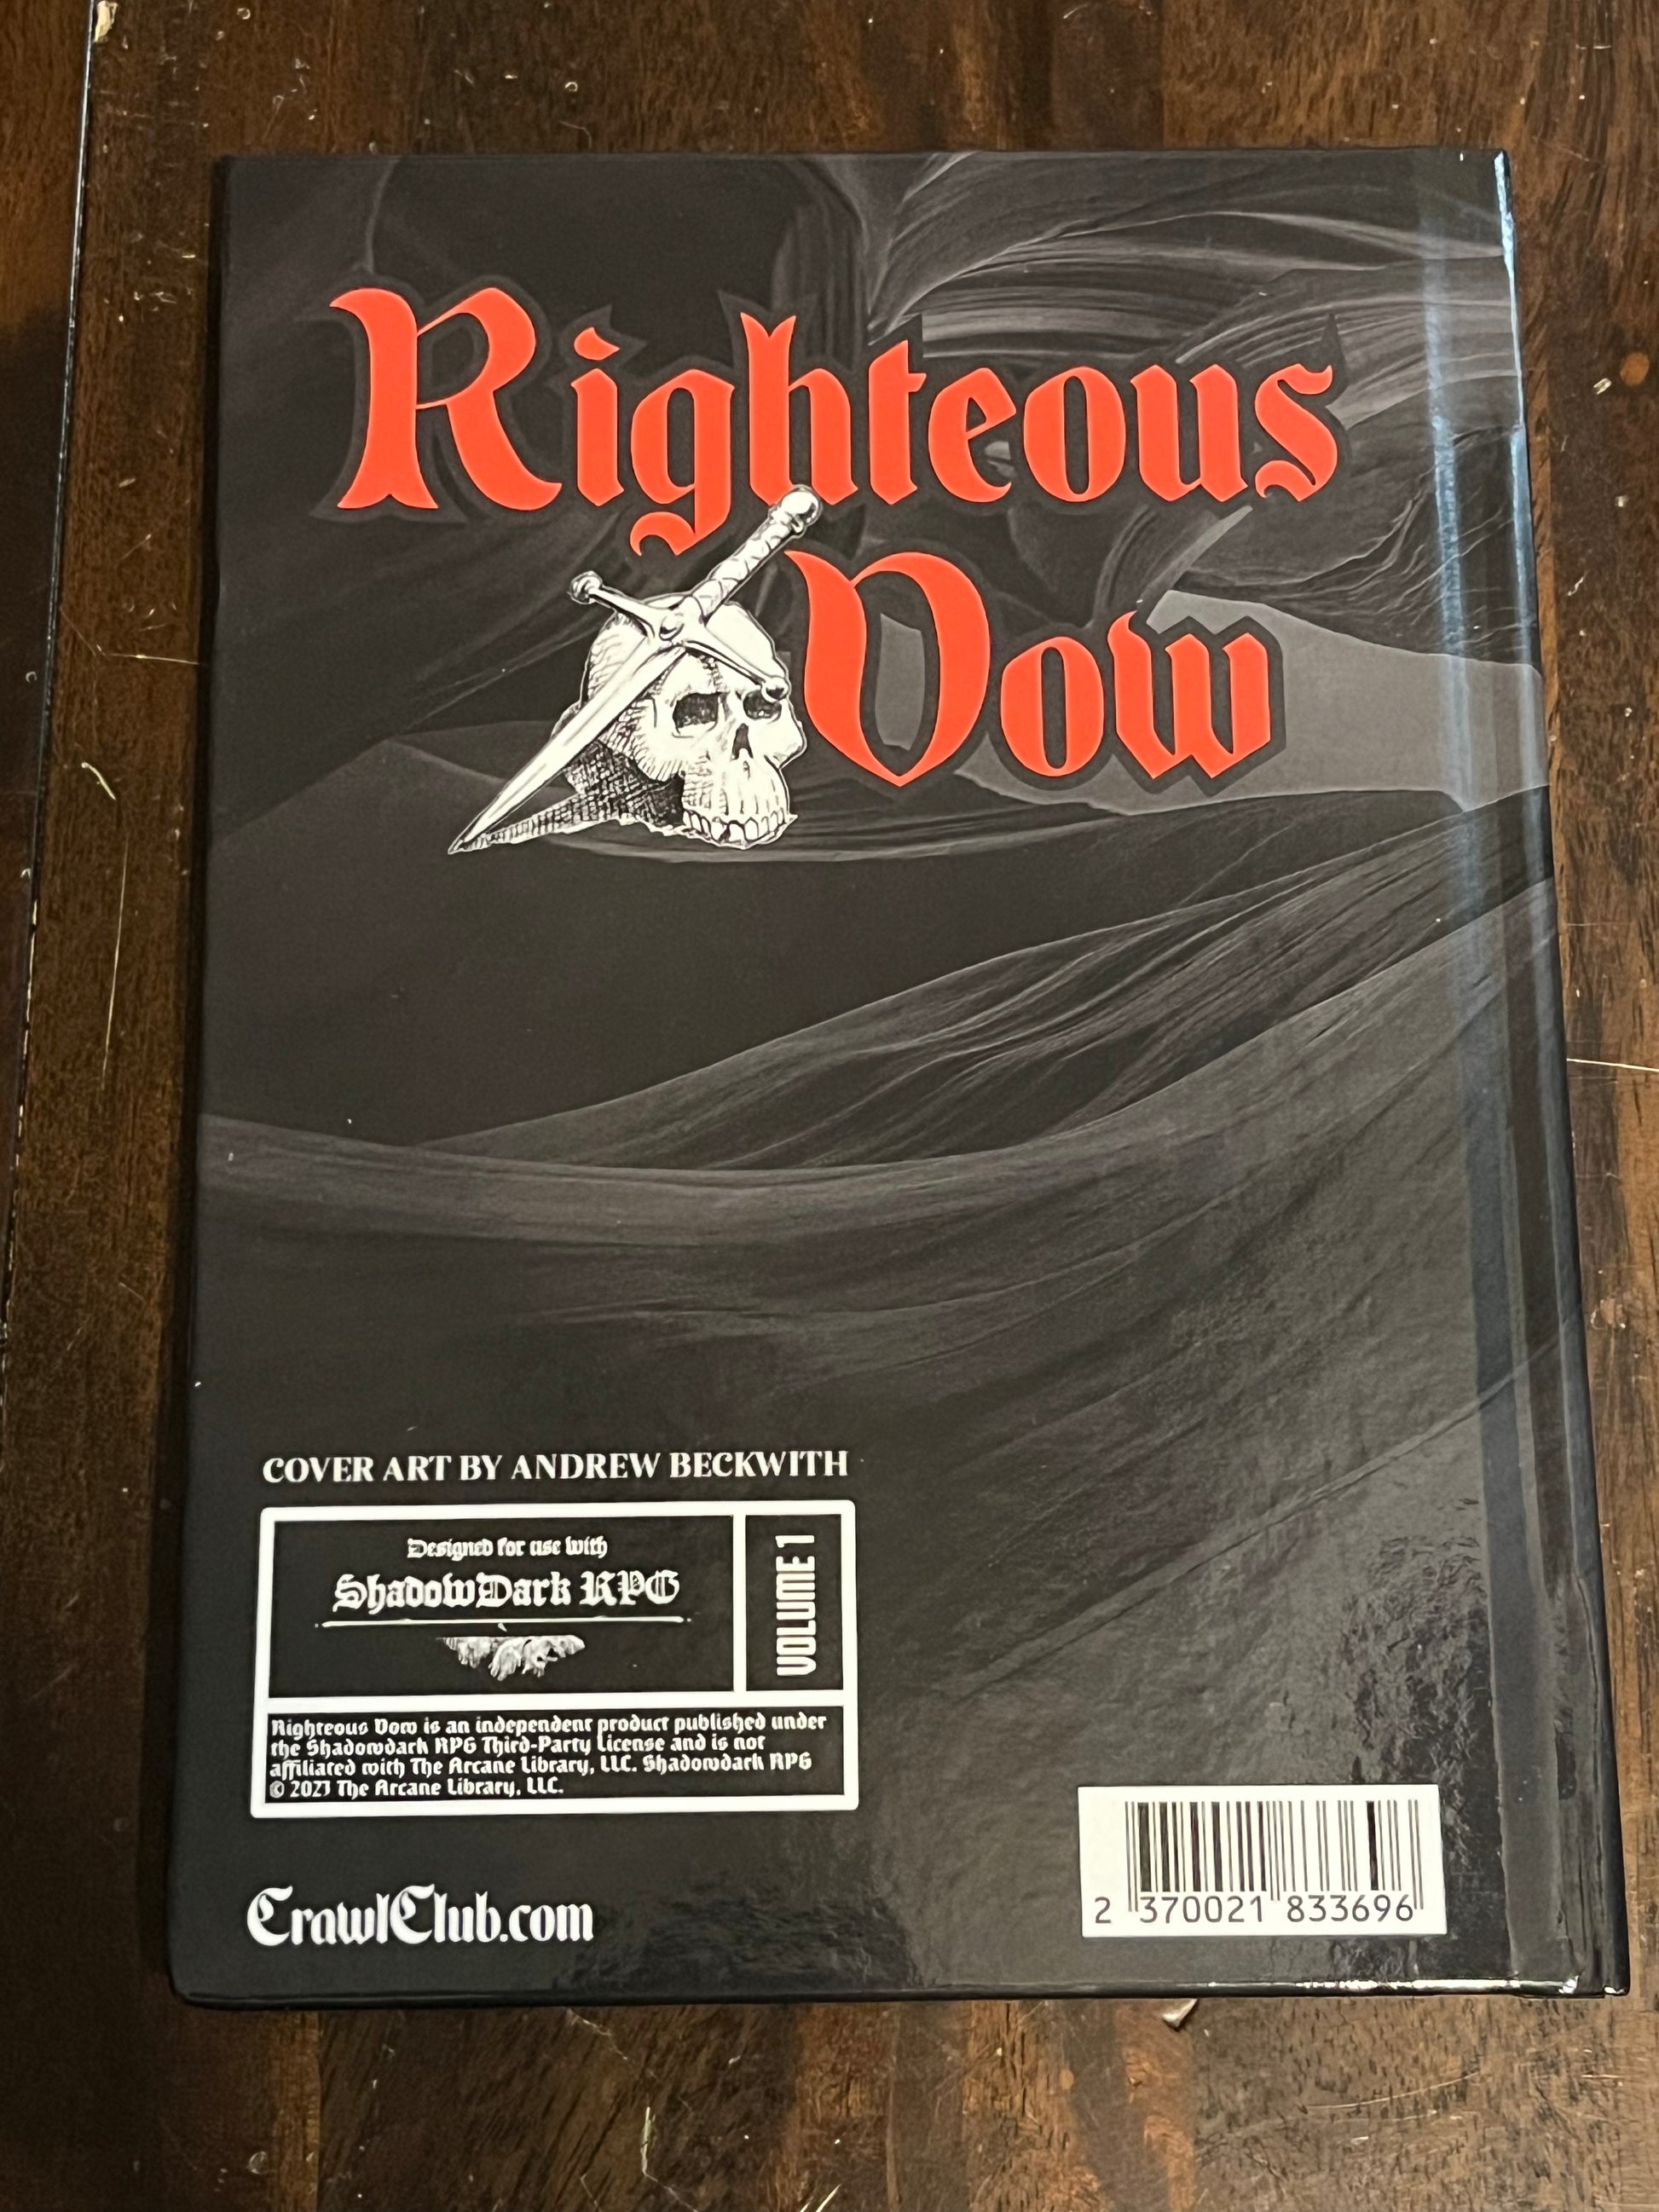 Righteous
Vow
COVER ART BY ANDREW BECKWITH
Designed for use with
ShadowDark RPG
VOLUME 1
Righteous Vow is an independent product published under
the Shadowdark RPG Third-Party License and is not
affiliated with The Arcane Library, LLC. Shadowdark RPG
© 2023 The Arcane Library, LLC.
CrawlClub.com
2 370021 833696